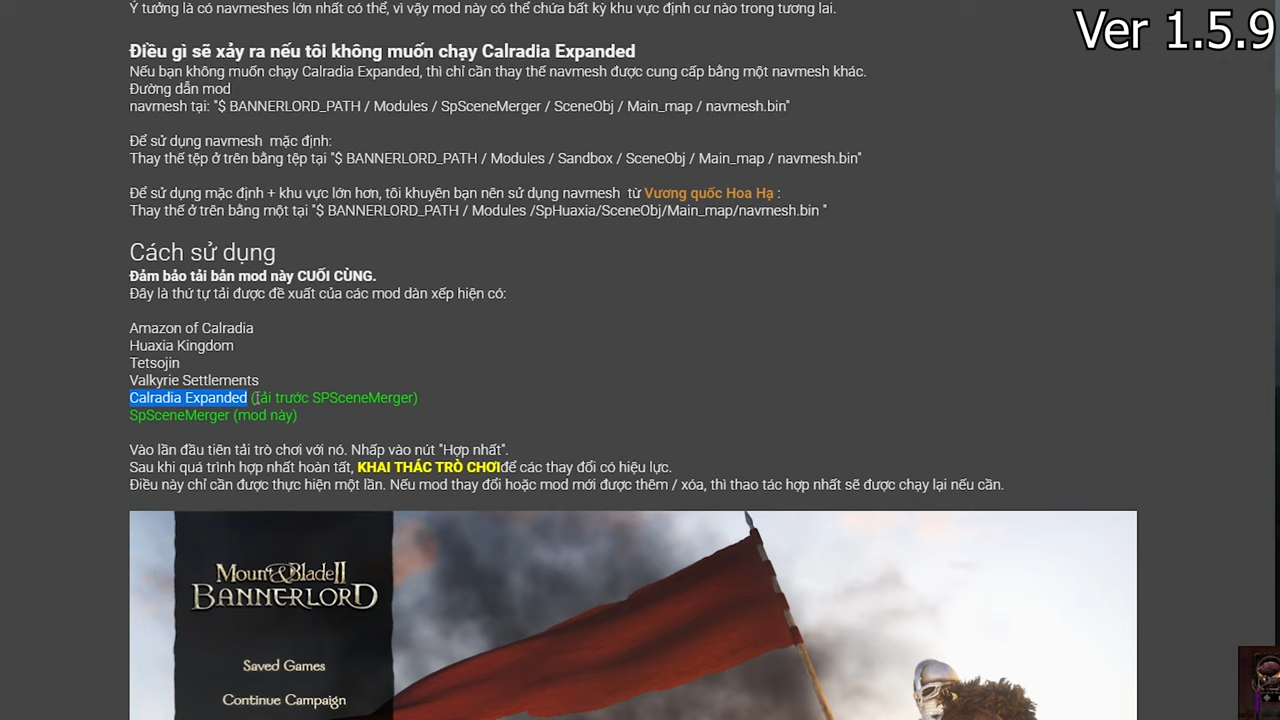 Ý tưởng là có navmeshes lớn nhất có thể, vì vậy mod này có thể chứa bất kỳ khu vực định cư nào trong tương lai.
Ver 1.5.9
Điều gì sẽ xảy ra nếu tôi không muốn chạy Calradia Expanded
Nếu bạn không muốn chạy Calradia Expanded, thì chỉ cần thay thế navmesh được cung cấp bằng một navmesh khác.
Đường dẫn mod
navmesh tại: "$ BANNERLORD_PATH / Modules / SpSceneMerger / SceneObj / Main_map / navmesh.bin"
Để sử dụng navmesh mặc định:
Thay thế tệp ở trên bằng tệp tại "$ BANNERLORD_PATH / Modules / Sandbox / SceneObj / Main_map / navmesh.bin"
Để sử dụng mặc định + khu vực lớn hơn, tôi khuyên bạn nên sử dụng navmesh từ Vương quốc Hoa Hạ :
Thay thế ở trên bằng một tại "$ BANNERLORD_PATH / Modules /SpHuaxia/SceneObj/Main_map/navmesh.bin "
Cách sử dụng
Đảm bảo tải bản mod này CUỐI CÙNG.
Đây là thứ tự tải được đề xuất của các mod dàn xếp hiện có:
Amazon of Calradia
Huaxia Kingdom
Tetsojin
Valkyrie Settlements
Calradia Expanded (tải trước SPSceneMerger)
SpSceneMerger (mod này)
Vào lần đầu tiên tải trò chơi với nó. Nhấp vào nút "Hợp nhất".
Sau khi quá trình hợp nhất hoàn tất, KHAI THÁC TRÒ CHƠIđể các thay đổi có hiệu lực.
Điều này chỉ cần được thực hiện một lần. Nếu mod thay đổi hoặc mod mới được thêm / xóa, thì thao tác hợp nhất sẽ được chạy lại nếu cần.
Mount&Blade II
BANNERLORD
Saved Games
Continue Campaign